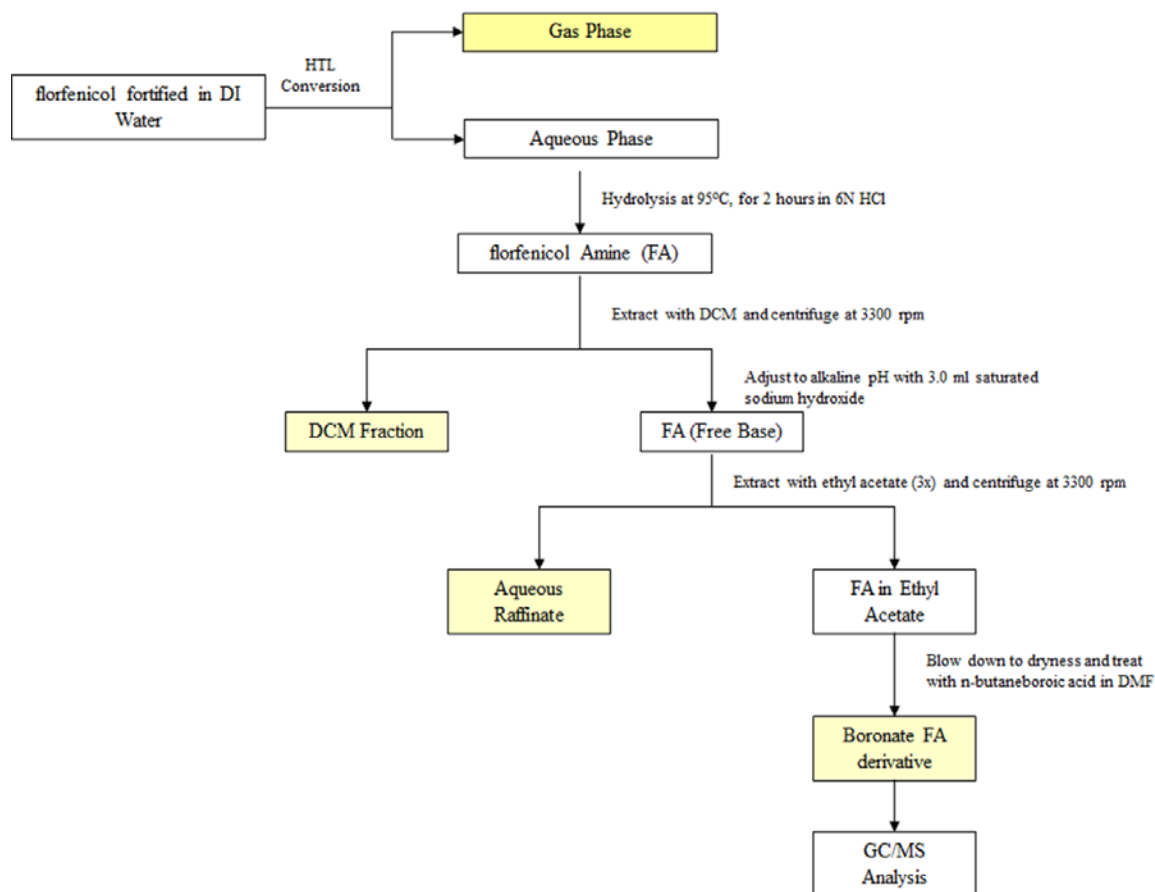 Gas Phase
HTL
Conversion
florfenicol fortified in DI
Water
Aqueous Phase
Hydrolysis at 95⁰C, for 2 hours in 6N HCl
florfenicol Amine (FA)
Extract with DCM and centrifuge at 3300 rpm
Adjust to alkaline pH with 3.0 ml saturated
sodium hydroxide
DCM Fraction
FA (Free Base)
Extract with ethyl acetate (3x) and centrifuge at 3300 rpm
Aqueous
Raffinate
FA in Ethyl
Acetate
Blow down to dryness and treat
with n-butaneboroic acid in DMF
Boronate FA
derivative
GC/MS
Analysis